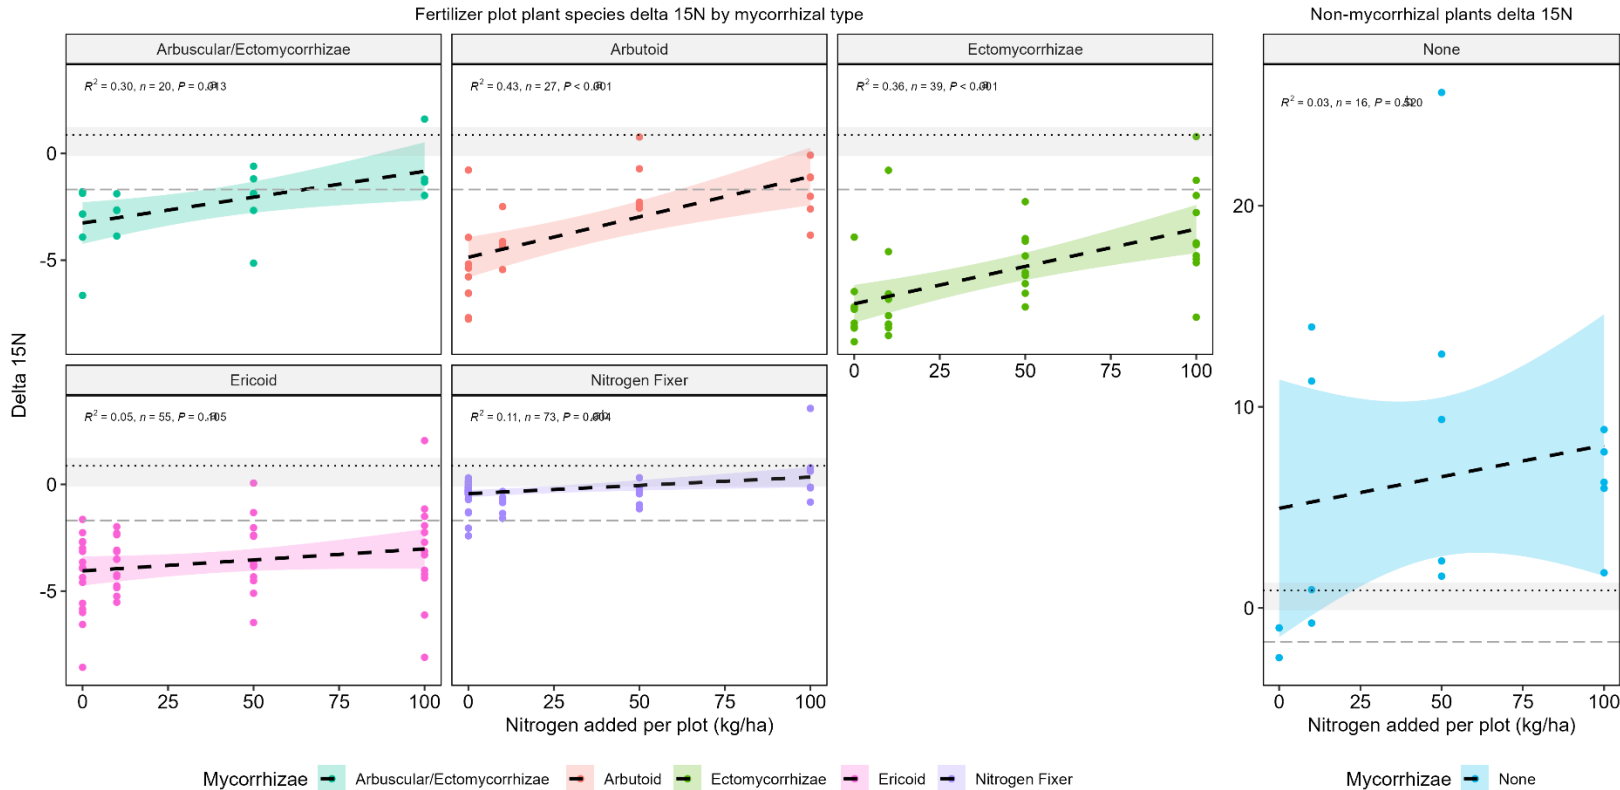 Fertilizer plot plant species delta 15N by mycorrhizal type
Non-mycorrhizal plants delta 15N
Arbuscular/Ectomycorrhizae
Arbutoid
Ectomycorrhizae
None
R² = 0.30, n = 20, P = 0.013
R² = 0.43, n = 27, P < 0.001
R² = 0.36, n = 39, P < 0.001
R² = 0.03, n = 16, P = 0.520
0
-5
20
10
0
0 25 50 75 100
Delta 15N
Ericoid
Nitrogen Fixer
R² = 0.05, n = 55, P = 0.105
R² = 0.11, n = 73, P = 0.004
0
-5
0 25 50 75 100
0 25 50 75 100
0 25 50 75 100
Nitrogen added per plot (kg/ha)
Nitrogen added per plot (kg/ha)
Mycorrhizae Arbuscular/Ectomycorrhizae Arbutoid Ectomycorrhizae Ericoid Nitrogen Fixer
Mycorrhizae None